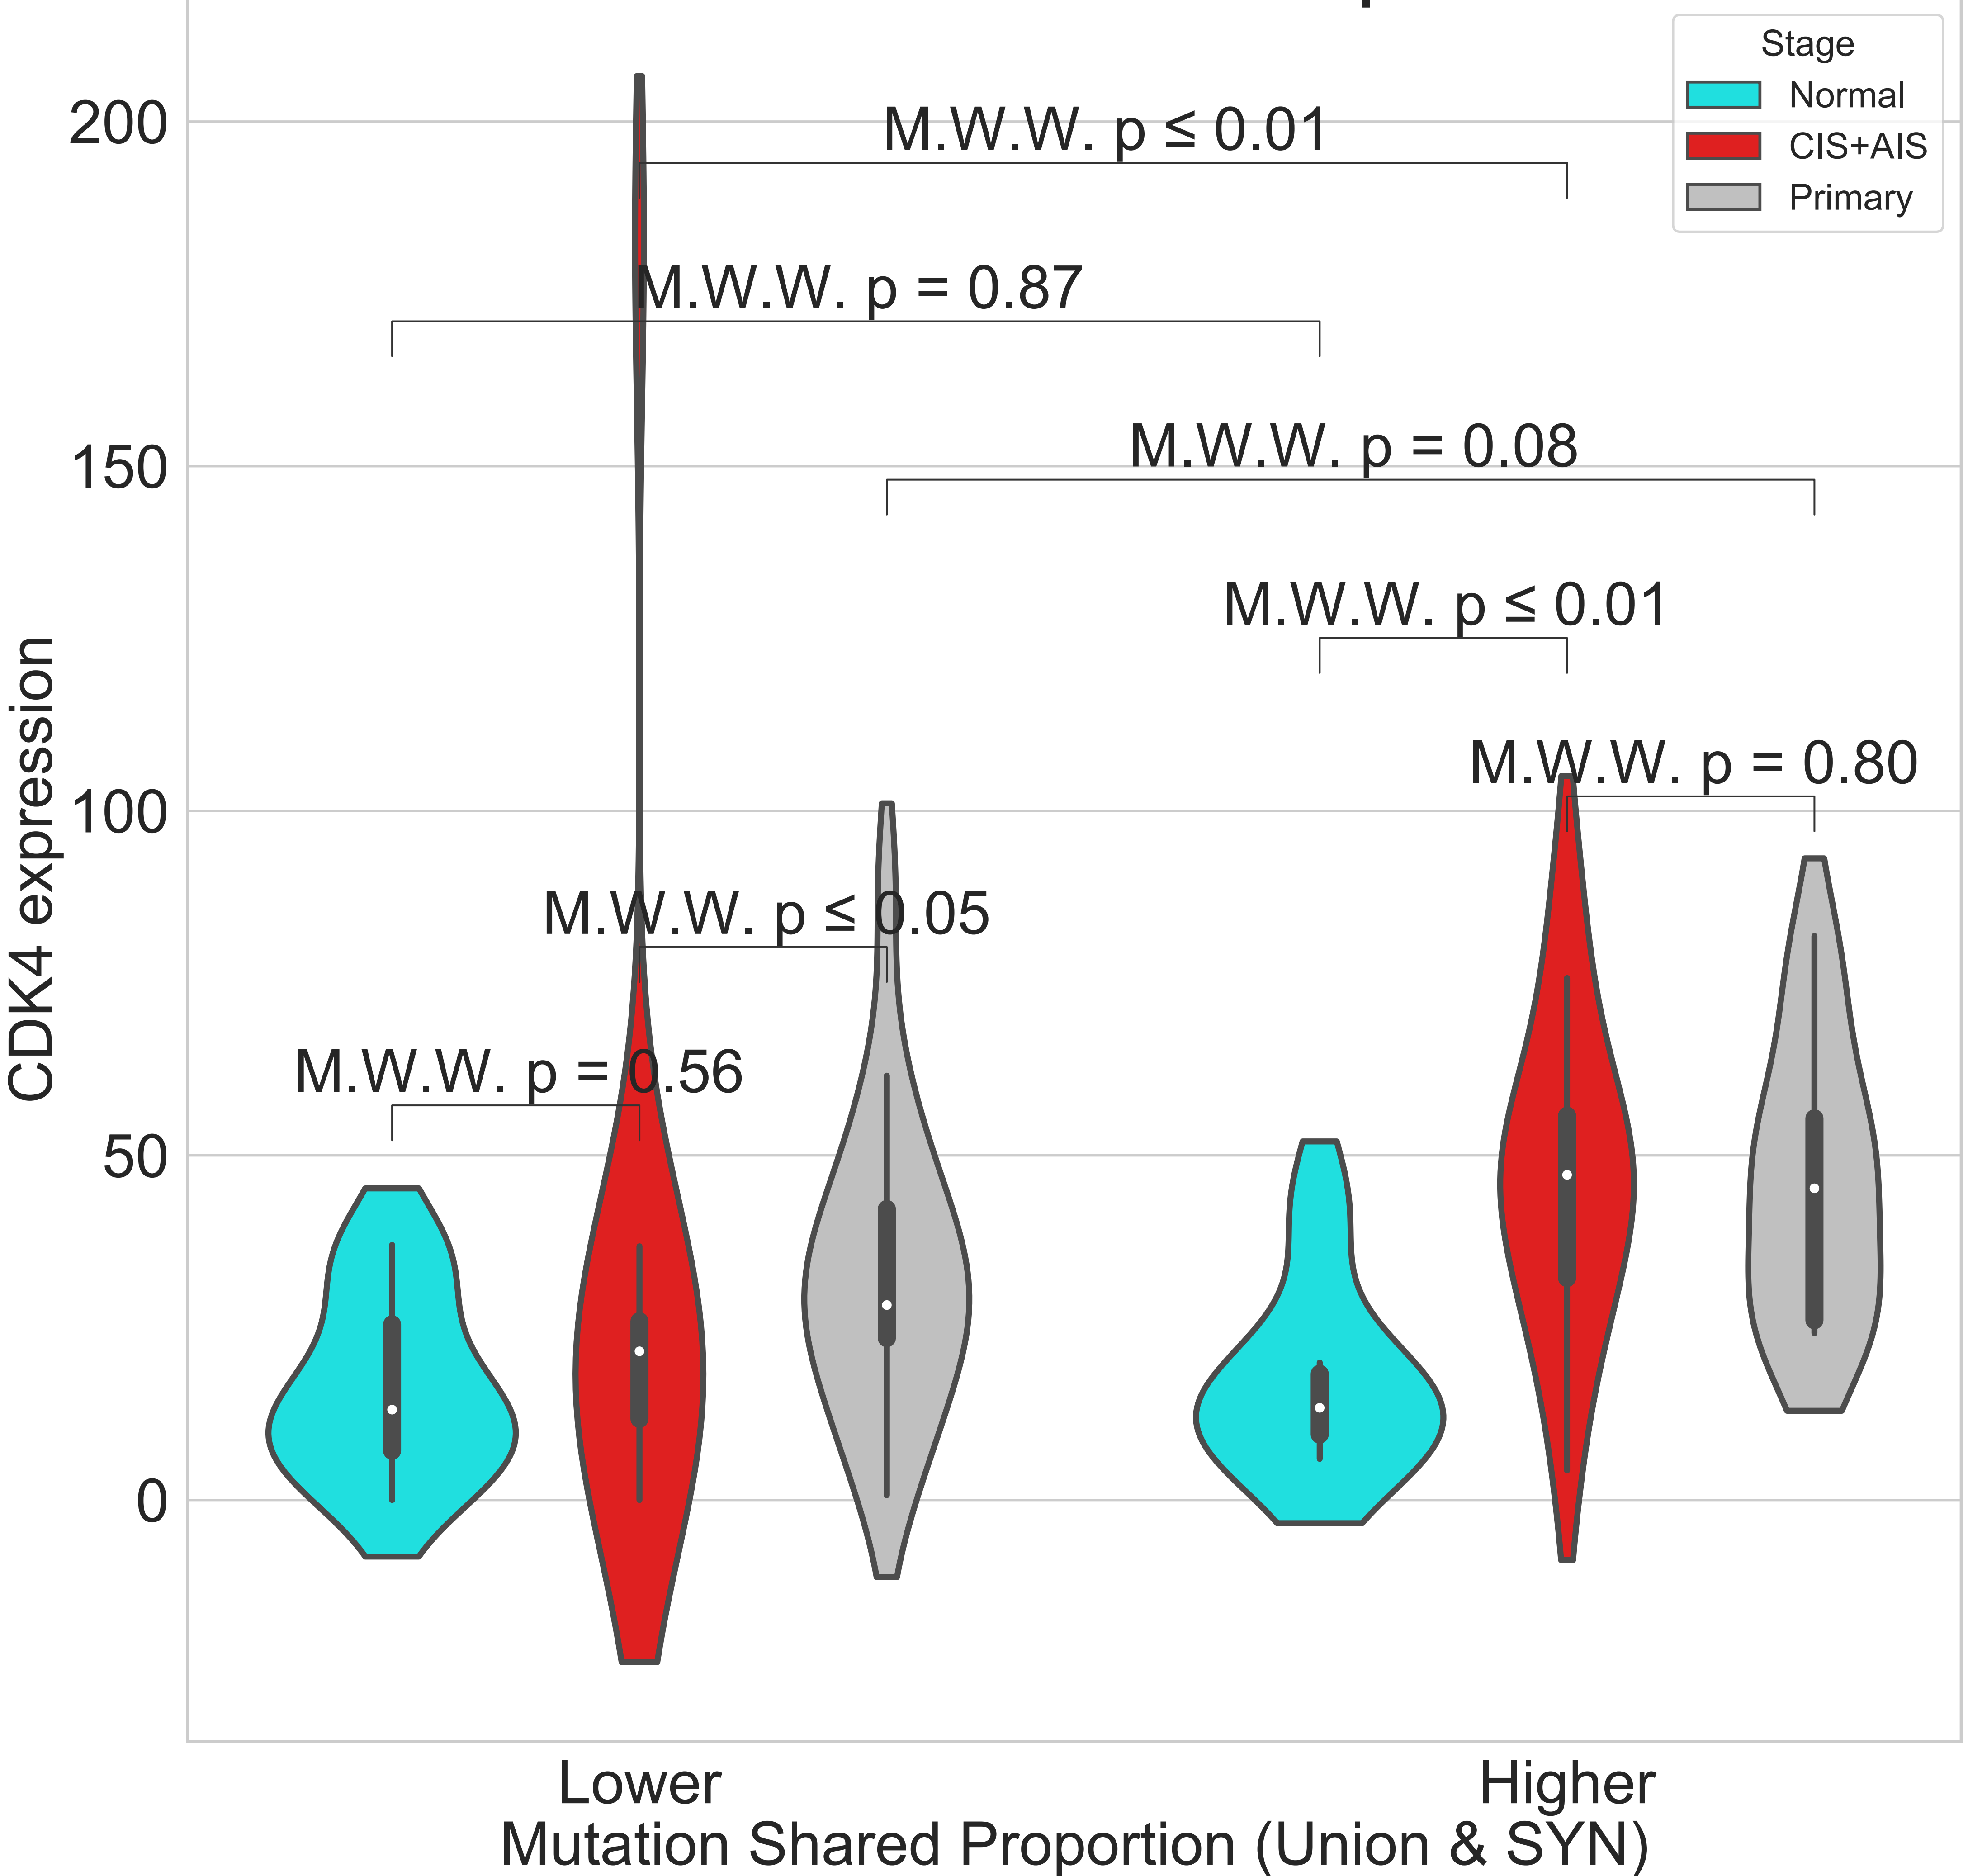 Stage
Normal
CIS+AIS
Primary
M.W.W. p ≤ 0.01
M.W.W. p = 0.87
M.W.W. p = 0.08
M.W.W. p ≤ 0.01
M.W.W. p = 0.80
M.W.W. p ≤ 0.05
M.W.W. p = 0.56
200
150
100
50
0
CDK4 expression
Lower
Higher
Mutation Shared Proportion (Union & SYN)